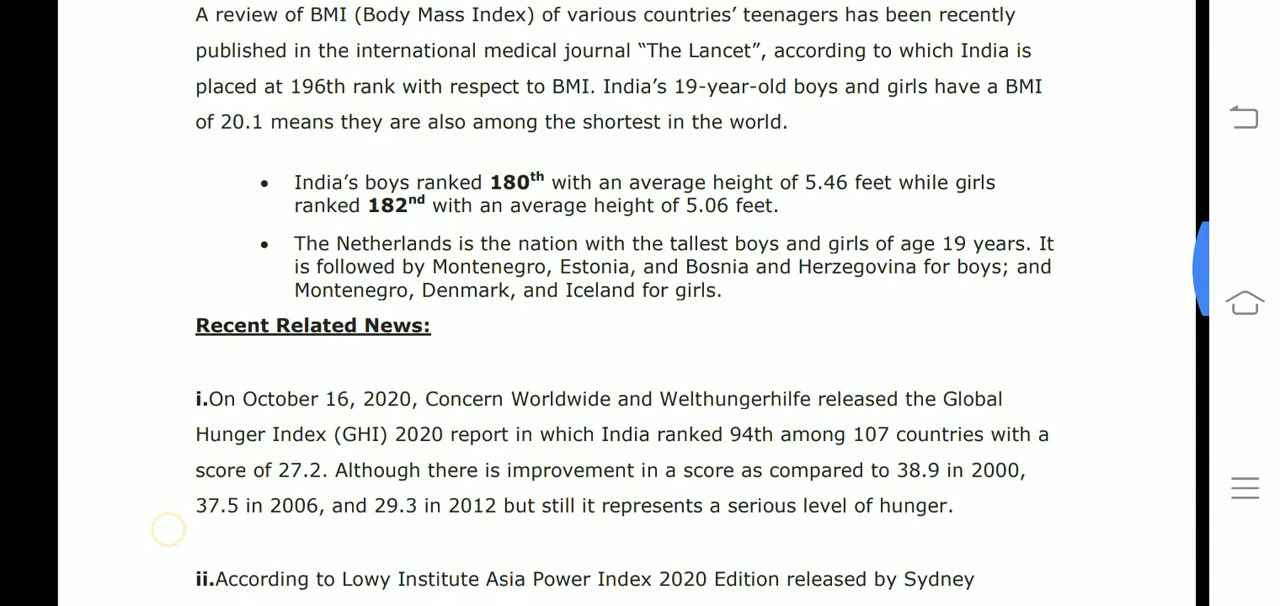 A review of BMI (Body Mass Index) of various countries’ teenagers has been recently
published in the international medical journal “The Lancet”, according to which India is
placed at 196th rank with respect to BMI. India’s 19-year-old boys and girls have a BMI
of 20.1 means they are also among the shortest in the world.
• India’s boys ranked 180th with an average height of 5.46 feet while girls
ranked 182nd with an average height of 5.06 feet.
• The Netherlands is the nation with the tallest boys and girls of age 19 years. It
is followed by Montenegro, Estonia, and Bosnia and Herzegovina for boys; and
Montenegro, Denmark, and Iceland for girls.
Recent Related News:
i.On October 16, 2020, Concern Worldwide and Welthungerhilfe released the Global
Hunger Index (GHI) 2020 report in which India ranked 94th among 107 countries with a
score of 27.2. Although there is improvement in a score as compared to 38.9 in 2000,
37.5 in 2006, and 29.3 in 2012 but still it represents a serious level of hunger.
ii.According to Lowy Institute Asia Power Index 2020 Edition released by Sydney